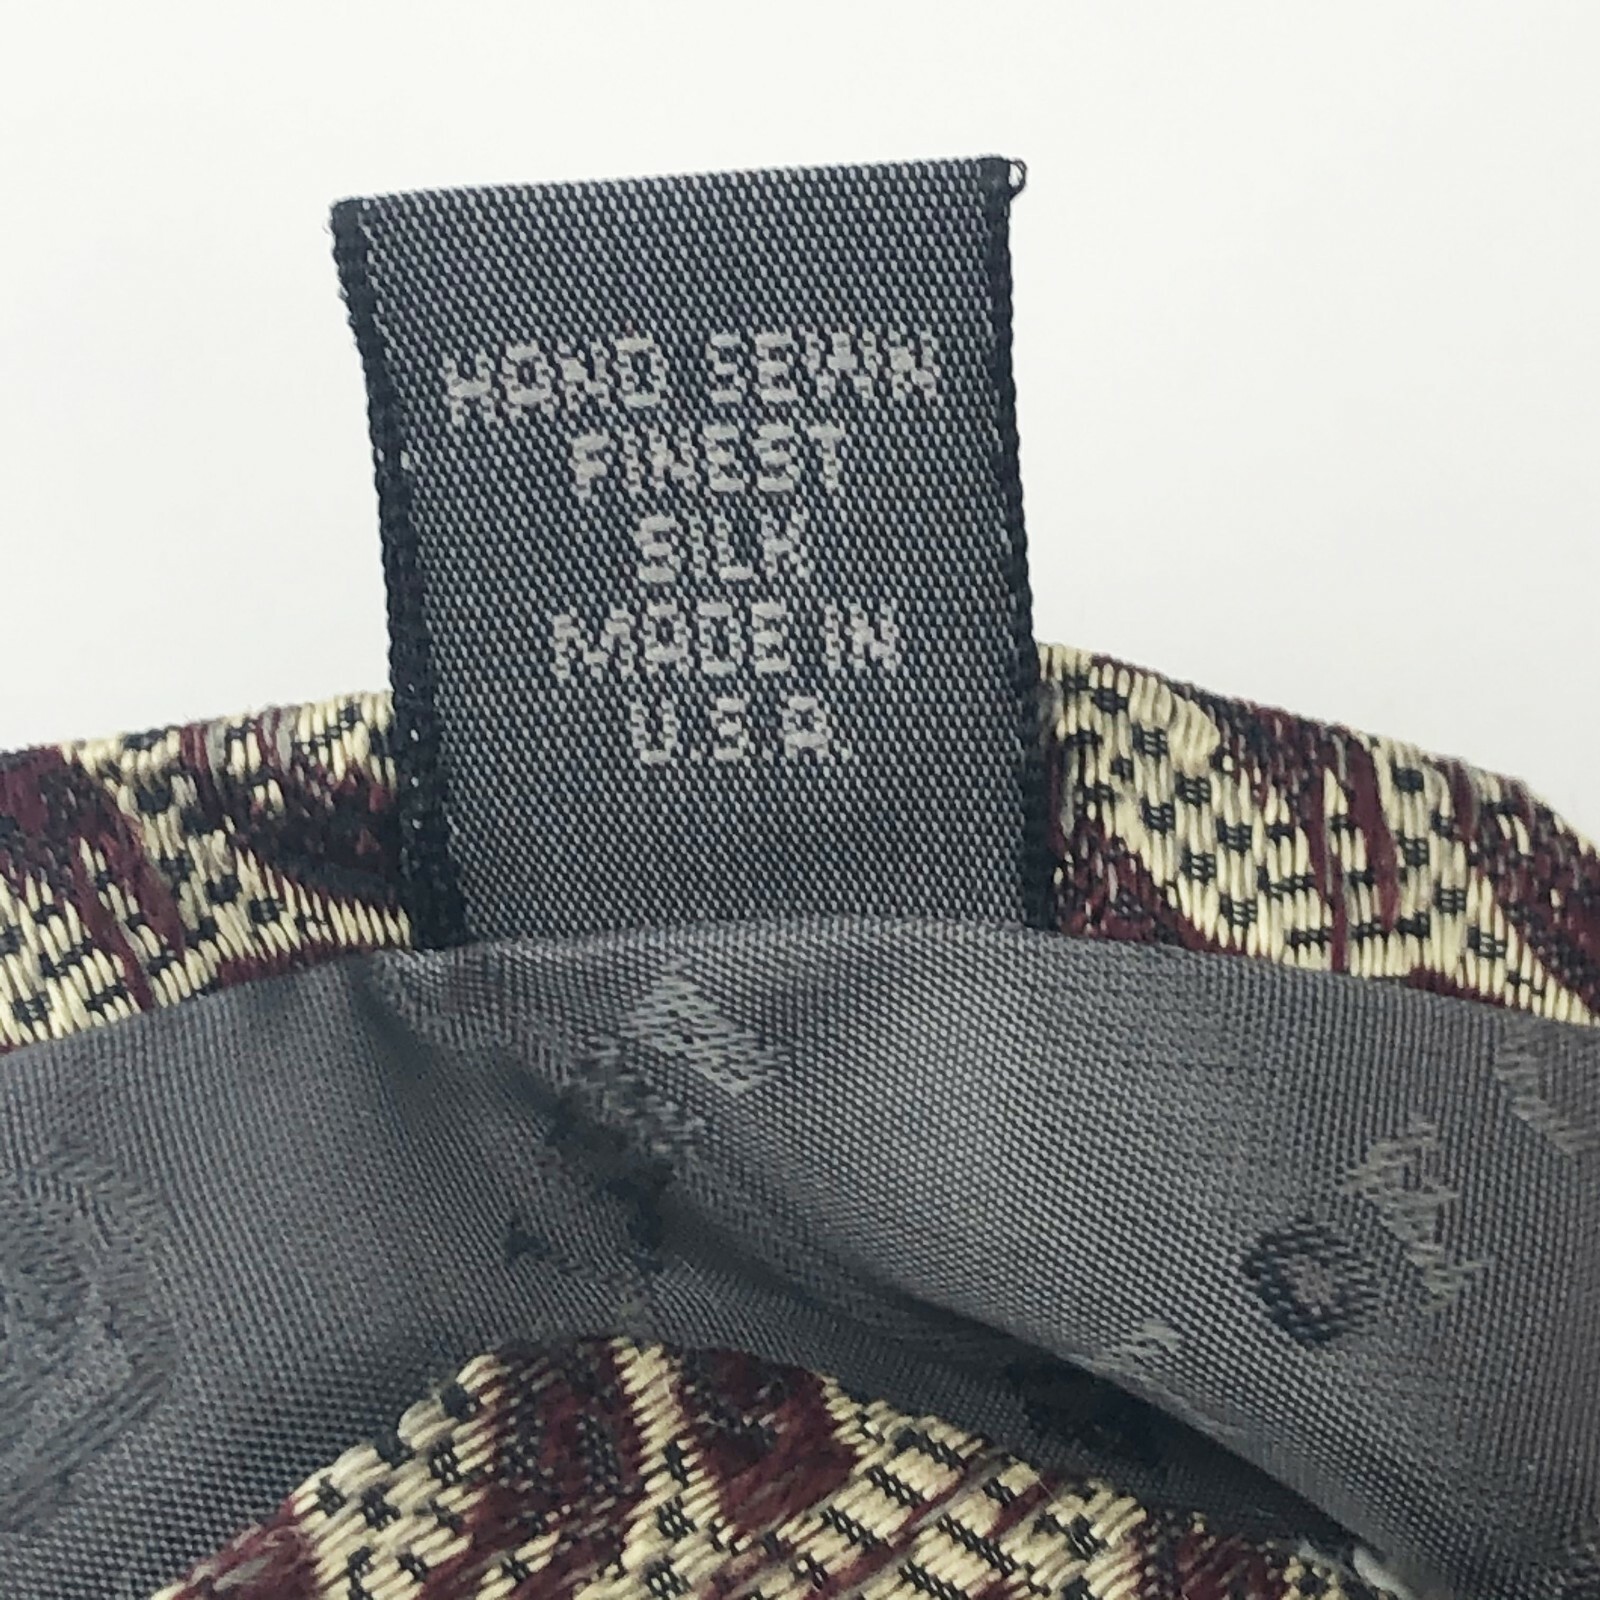 HAND SEWN
FINEST
SILK
MADE IN
U.S.A